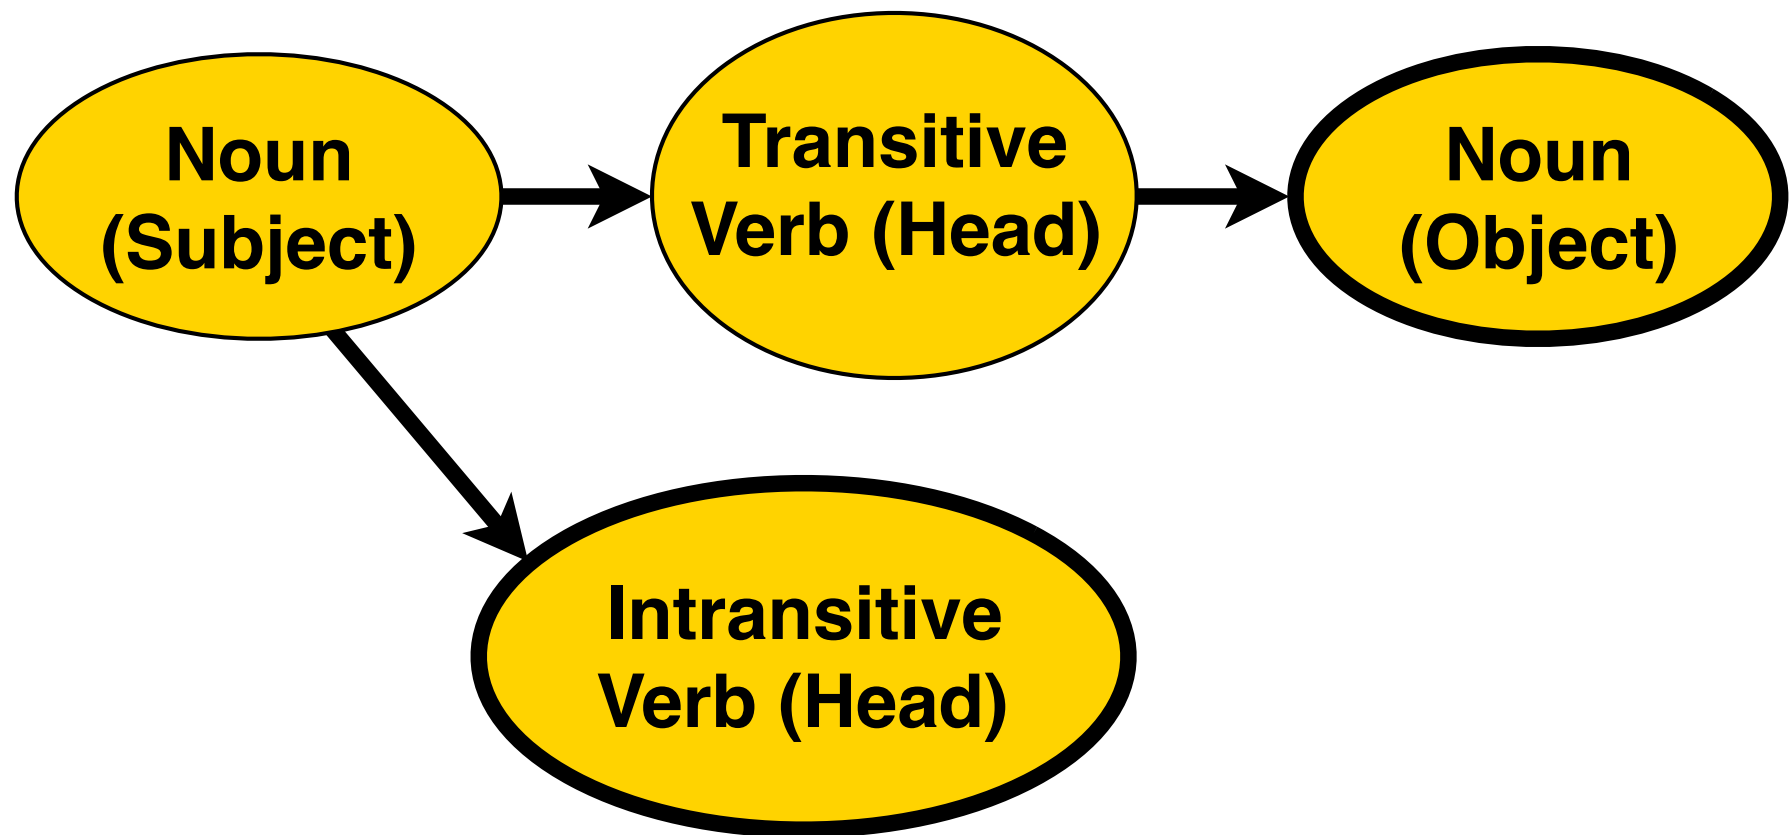 Noun
(Subject)
Transitive
Verb (Head)
Noun
(Object)
Intransitive
Verb (Head)